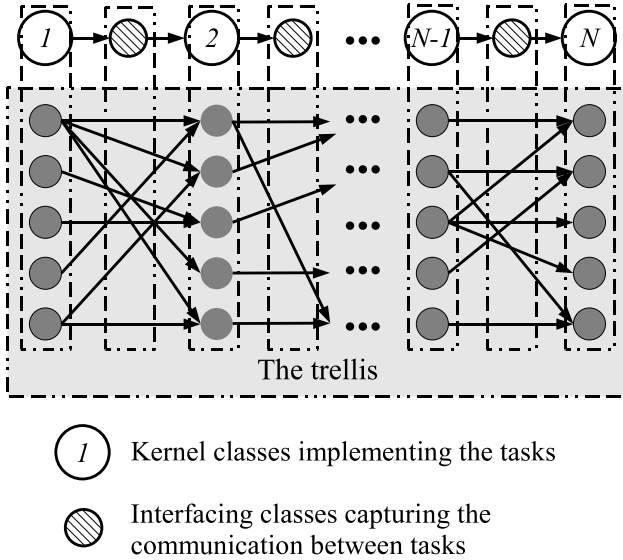 1 2 ... N-1 N
...
...
...
...
...
The trellis
1 Kernel classes implementing the tasks
Interfacing classes capturing the
communication between tasks